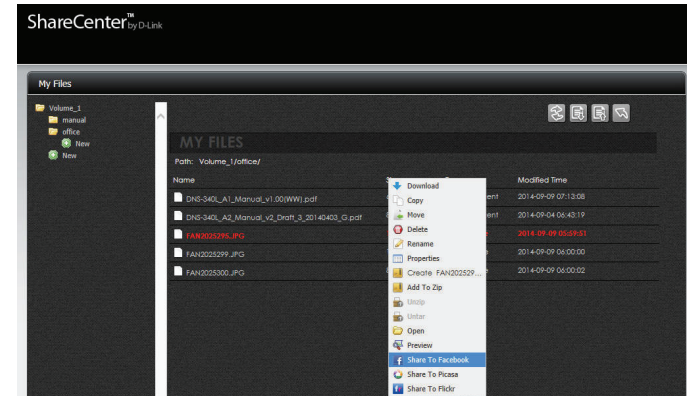 ShareCenter™ by D-Link
My Files
Volume_1
manual
office
New
New
MY FILES
Path: Volume_1/office/
Name
Modified Time
DNS-340L_A1_Manual_v1.00(WW).pdf
2014-09-09 07:13:08
DNS-340L_A2_Manual_v2_Draft_3_20140403_G.pdf
2014-09-04 06:43:19
FAN2025295.JPG
2014-09-09 05:59:51
FAN2025299.JPG
2014-09-09 06:00:00
FAN2025300.JPG
2014-09-09 06:00:02
Download
Copy
Move
Delete
Rename
Properties
Create FAN202529...
Add To Zip
Unzip
Untar
Open
Preview
Share To Facebook
Share To Picasa
Share To Flickr